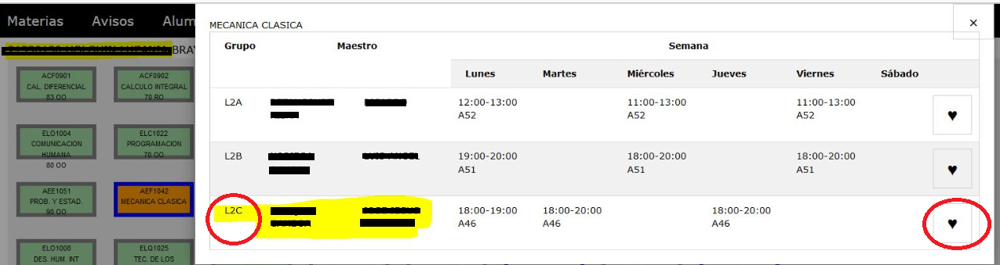 Materias Avisos Alum
BRAY
ACF0901
CAL. DIFERENCIAL
83 OO
ACF0902
CALCULO INTEGRAL
70 RO
ELO1004
COMUNICACION
HUMANA
80 OO
ELC1022
PROGRAMACION
70 OO
AEE1051
PROB. Y ESTAD.
90 OO
AEF1042
MECANICA CLASICA
ELO1008
DES. HUM. INT
ELQ1025
TEC. DE LOS
×
MECANICA CLASICA
Grupo Maestro Semana
Lunes Martes Miércoles Jueves Viernes Sábado
L2A 12:00-13:00 11:00-13:00 11:00-13:00
A52 A52 A52
♥
L2B 19:00-20:00 18:00-20:00 18:00-20:00
A51 A51 A51
♥
L2C 18:00-19:00 18:00-20:00 18:00-20:00
A46 A46 A46
♥